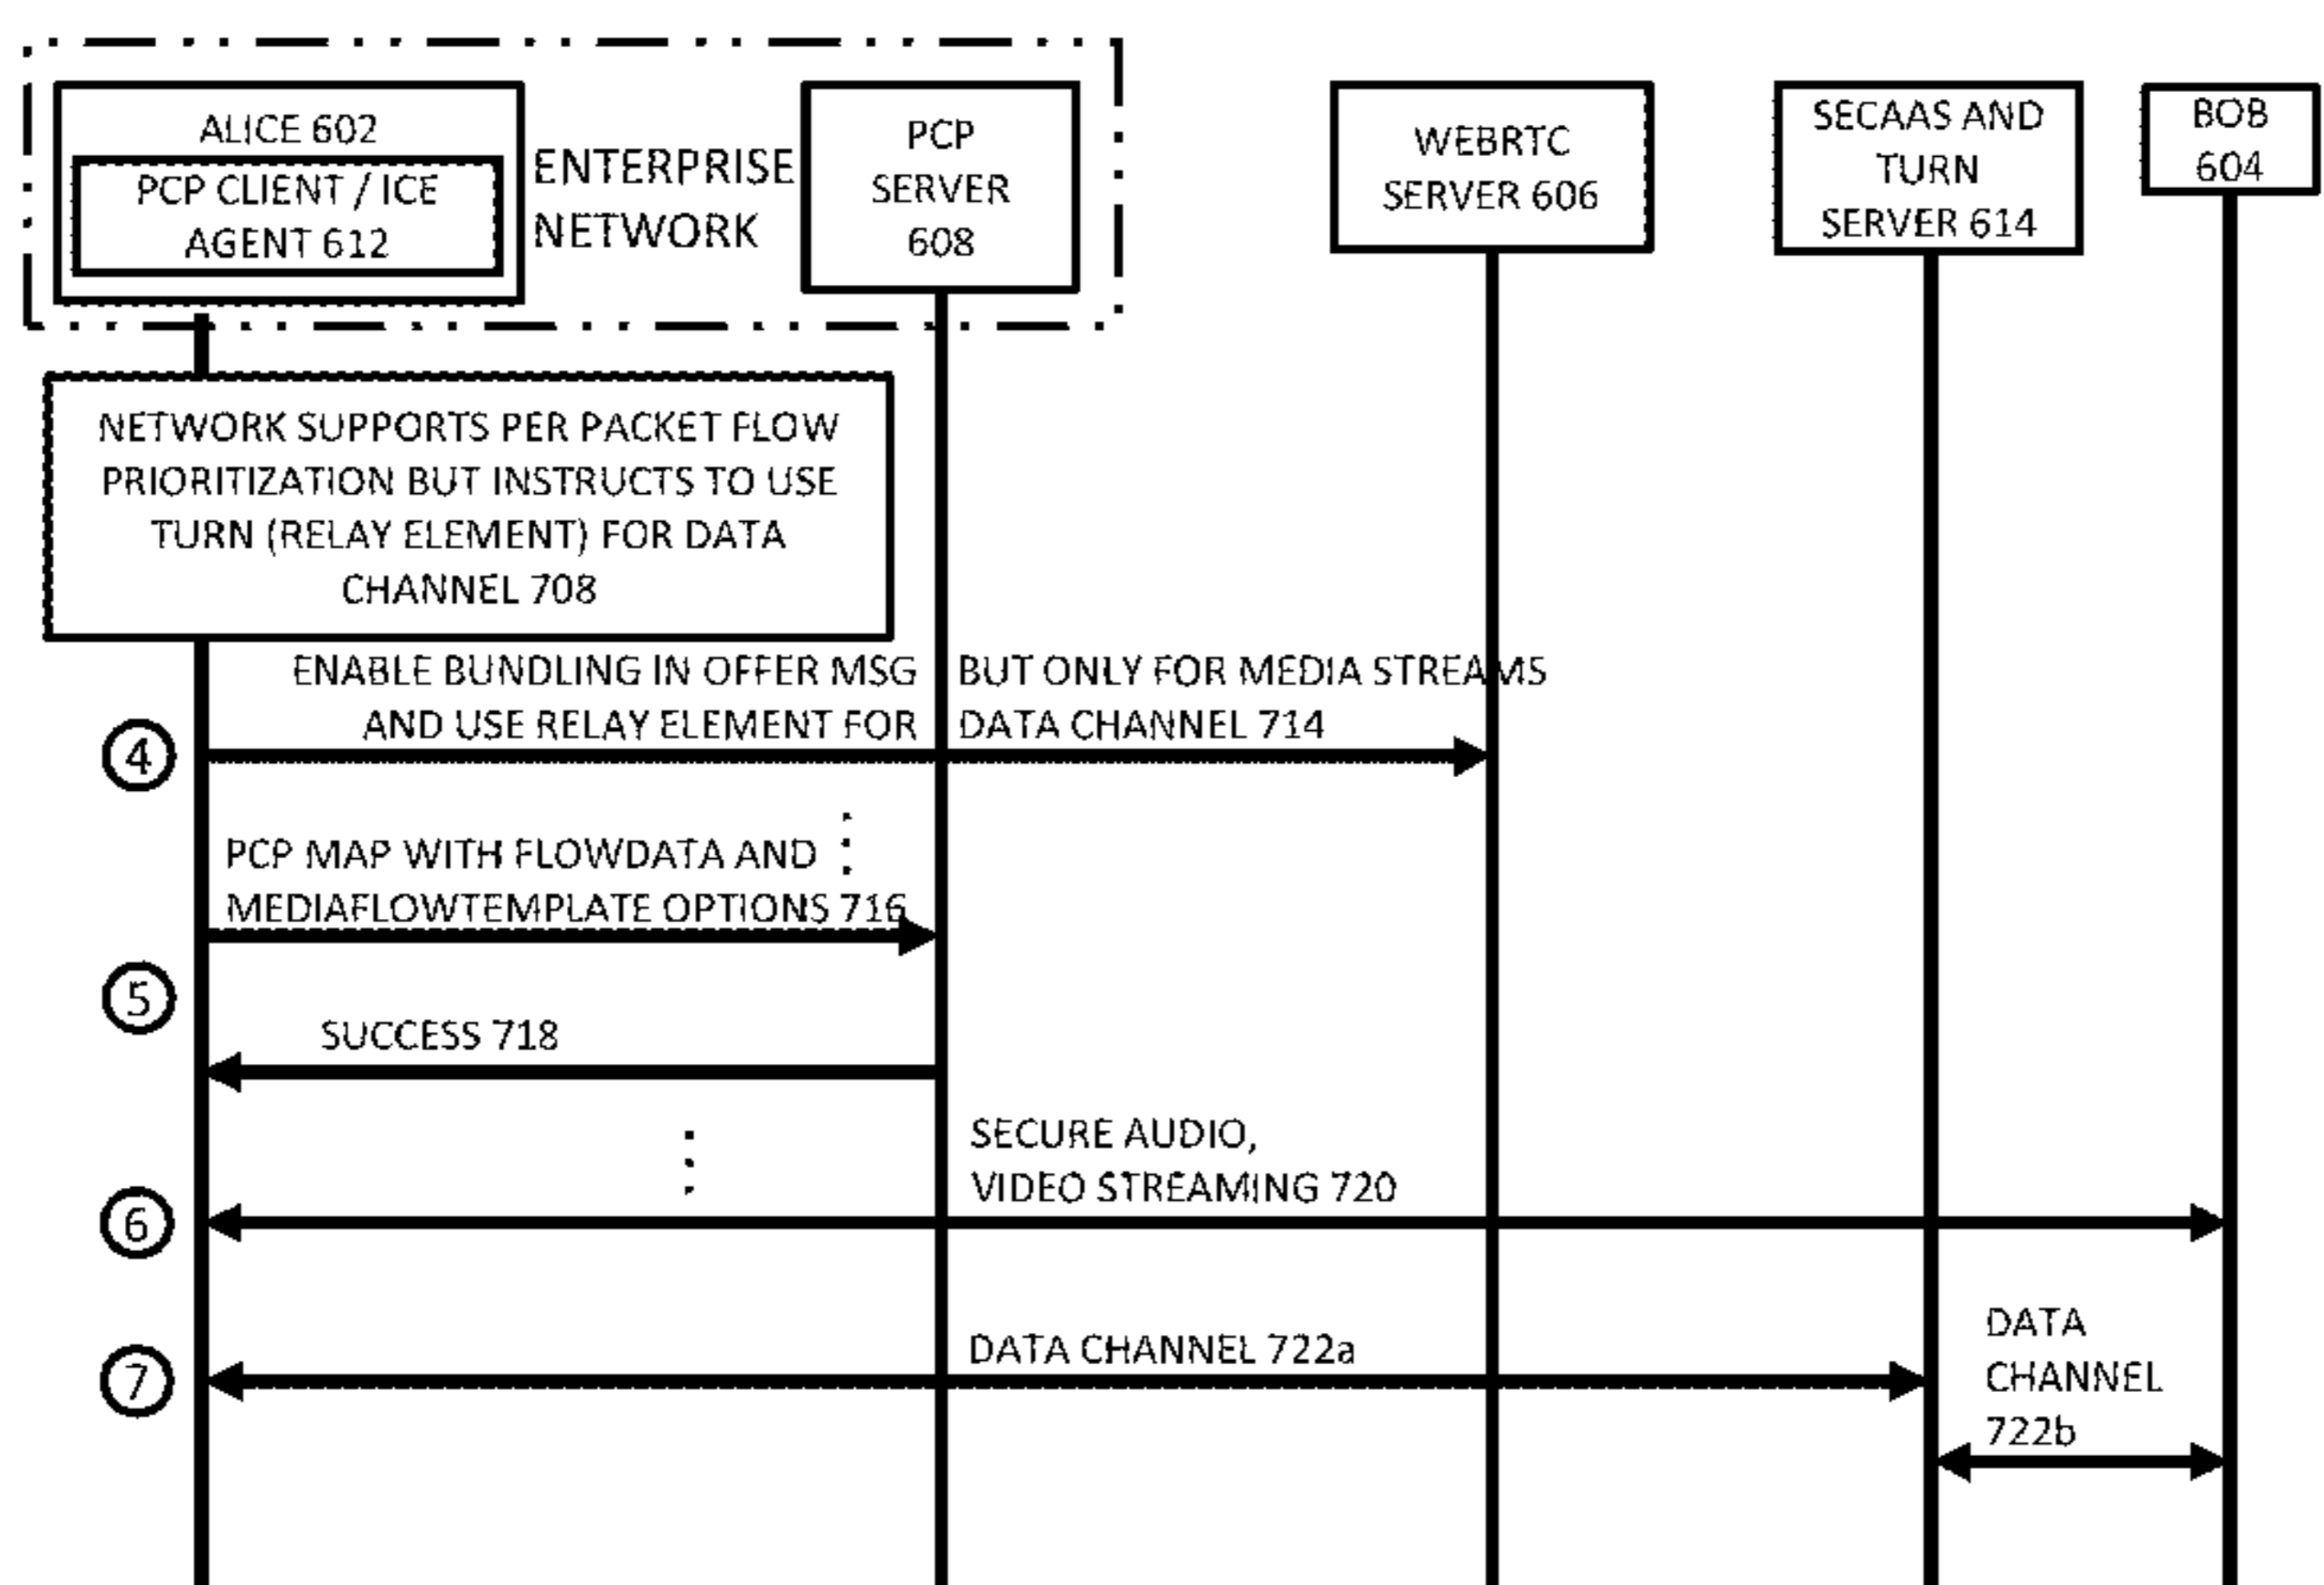 ALICE 602
PCP CLIENT / ICE
AGENT 612
ENTERPRISE
NETWORK
PCP
SERVER
608
WEBRTC
SERVER 606
SECAAS AND
TURN
SERVER 614
BOB
604
NETWORK SUPPORTS PER PACKET FLOW
PRIORITIZATION BUT INSTRUCTS TO USE
TURN (RELAY ELEMENT) FOR DATA
CHANNEL 708
ENABLE BUNDLING IN OFFER MSG BUT ONLY FOR MEDIA STREAMS
AND USE RELAY ELEMENT FOR DATA CHANNEL 714
4
PCP MAP WITH FLOWDATA AND
MEDIAFLOWTEMPLATE OPTIONS 716
5
SUCCESS 718
SECURE AUDIO,
VIDEO STREAMING 720
6
DATA CHANNEL 722a
7
DATA
CHANNEL
722b